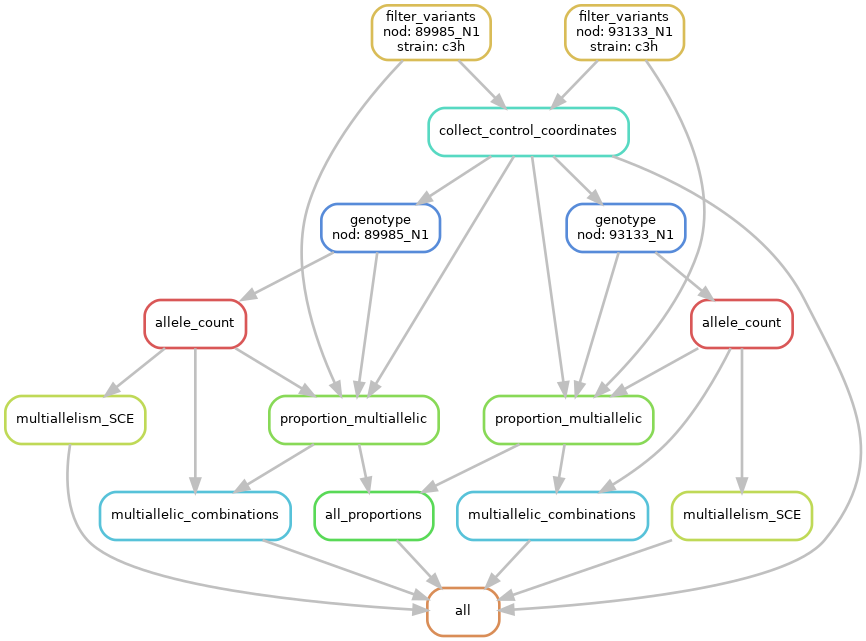 filter_variants
nod: 89985_N1
strain: c3h
filter_variants
nod: 93133_N1
strain: c3h
collect_control_coordinates
genotype
nod: 89985_N1
genotype
nod: 93133_N1
allele_count
allele_count
multiallelism_SCE
proportion_multiallelic
proportion_multiallelic
multiallelic_combinations
all_proportions
multiallelic_combinations
multiallelism_SCE
all